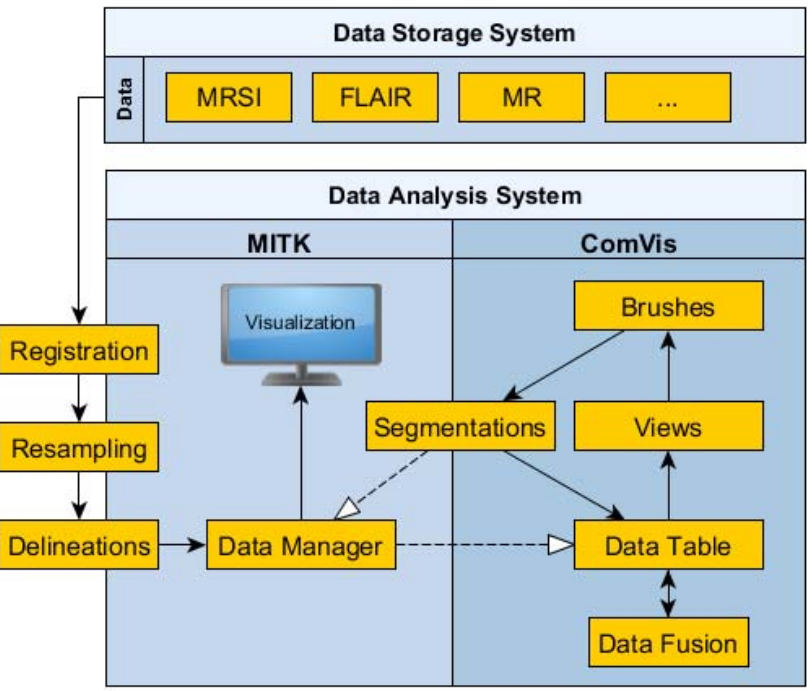 Data Storage System
Data
MRSI
FLAIR
MR
...
Data Analysis System
MITK
ComVis
Visualization
Brushes
Registration
Segmentations
Views
Resampling
Delineations
Data Manager
Data Table
Data Fusion